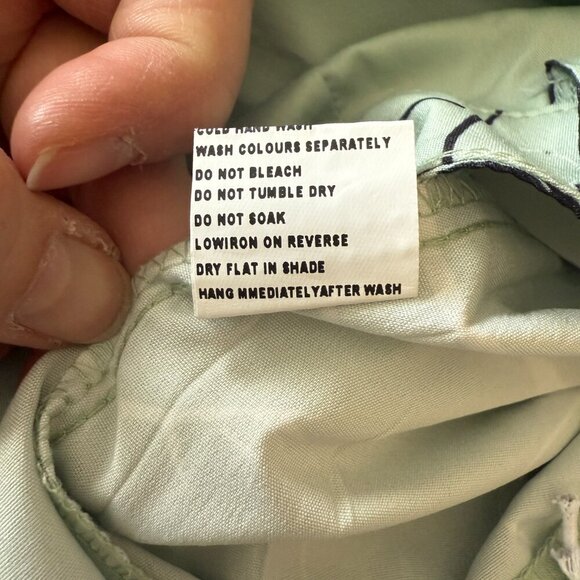 COLD HAND WASH
WASH COLOURS SEPARATELY
DO NOT BLEACH
DO NOT TUMBLE DRY
DO NOT SOAK
LOWIRON ON REVERSE
DRY FLAT IN SHADE
HANG MMEDIATELYAFTER WASH